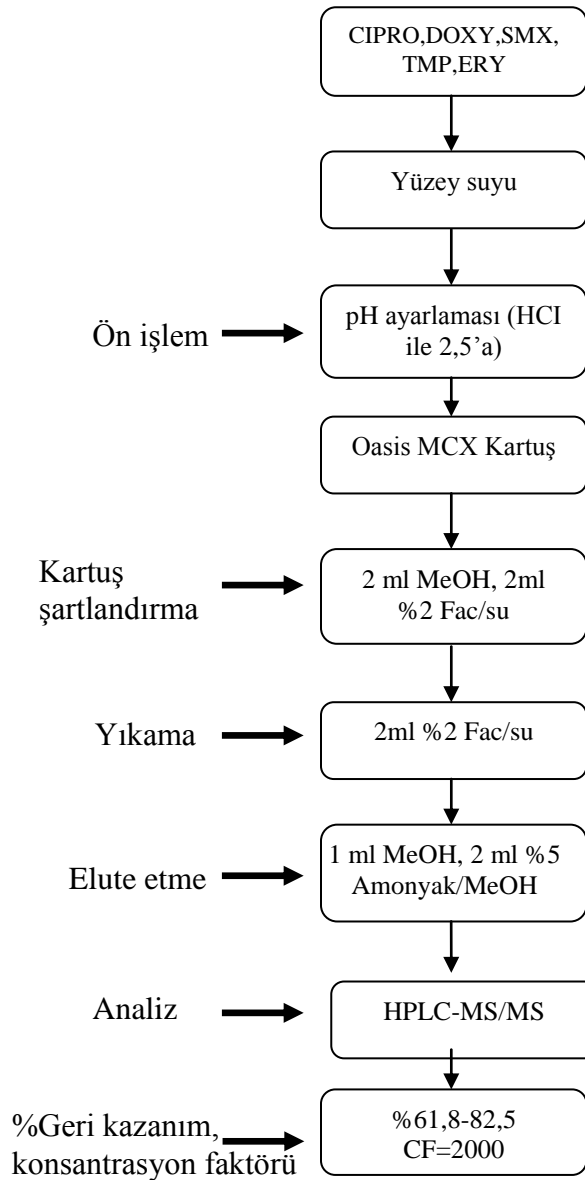 CIPRO,DOXY,SMX,
TMP,ERY
Yüzey suyu
Ön işlem
pH ayarlaması (HCI
ile 2,5’a)
Oasis MCX Kartuş
Kartuş
şartlandırma
2 ml MeOH, 2ml
%2 Fac/su
Yıkama
2ml %2 Fac/su
Elute etme
1 ml MeOH, 2 ml %5
Amonyak/MeOH
Analiz
HPLC-MS/MS
%Geri kazanım,
konsantrasyon faktörü
%61,8-82,5
CF=2000